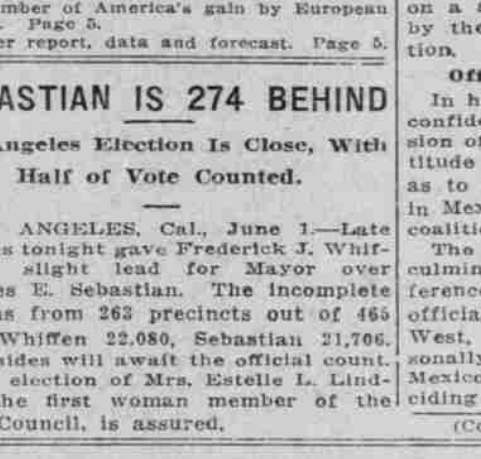 mber of America's gain by European
Page 5.
er report, data and forecast. Page 5.
ASTIAN IS 274 BEHIND
Angeles Election Is Close, With
Half of Vote Counted.
ANGELES, Cal., June 1.—Late
s tonight gave Frederick J. Whif-
slight lead for Mayor over
es E. Sebastian. The incomplete
ns from 263 precincts out of 465
Whiffen 22,080, Sebastian 21,706.
sides will await the official count.
election of Mrs. Estelle L. Lind-
he first woman member of the
Council, is assured.
on a s
by the
tion.
Off
In h
confide
sion of
titude
as to
in Mex
coaliti
The
culmin
ference
official
West,
sonally
Mexico
ciding
(Co